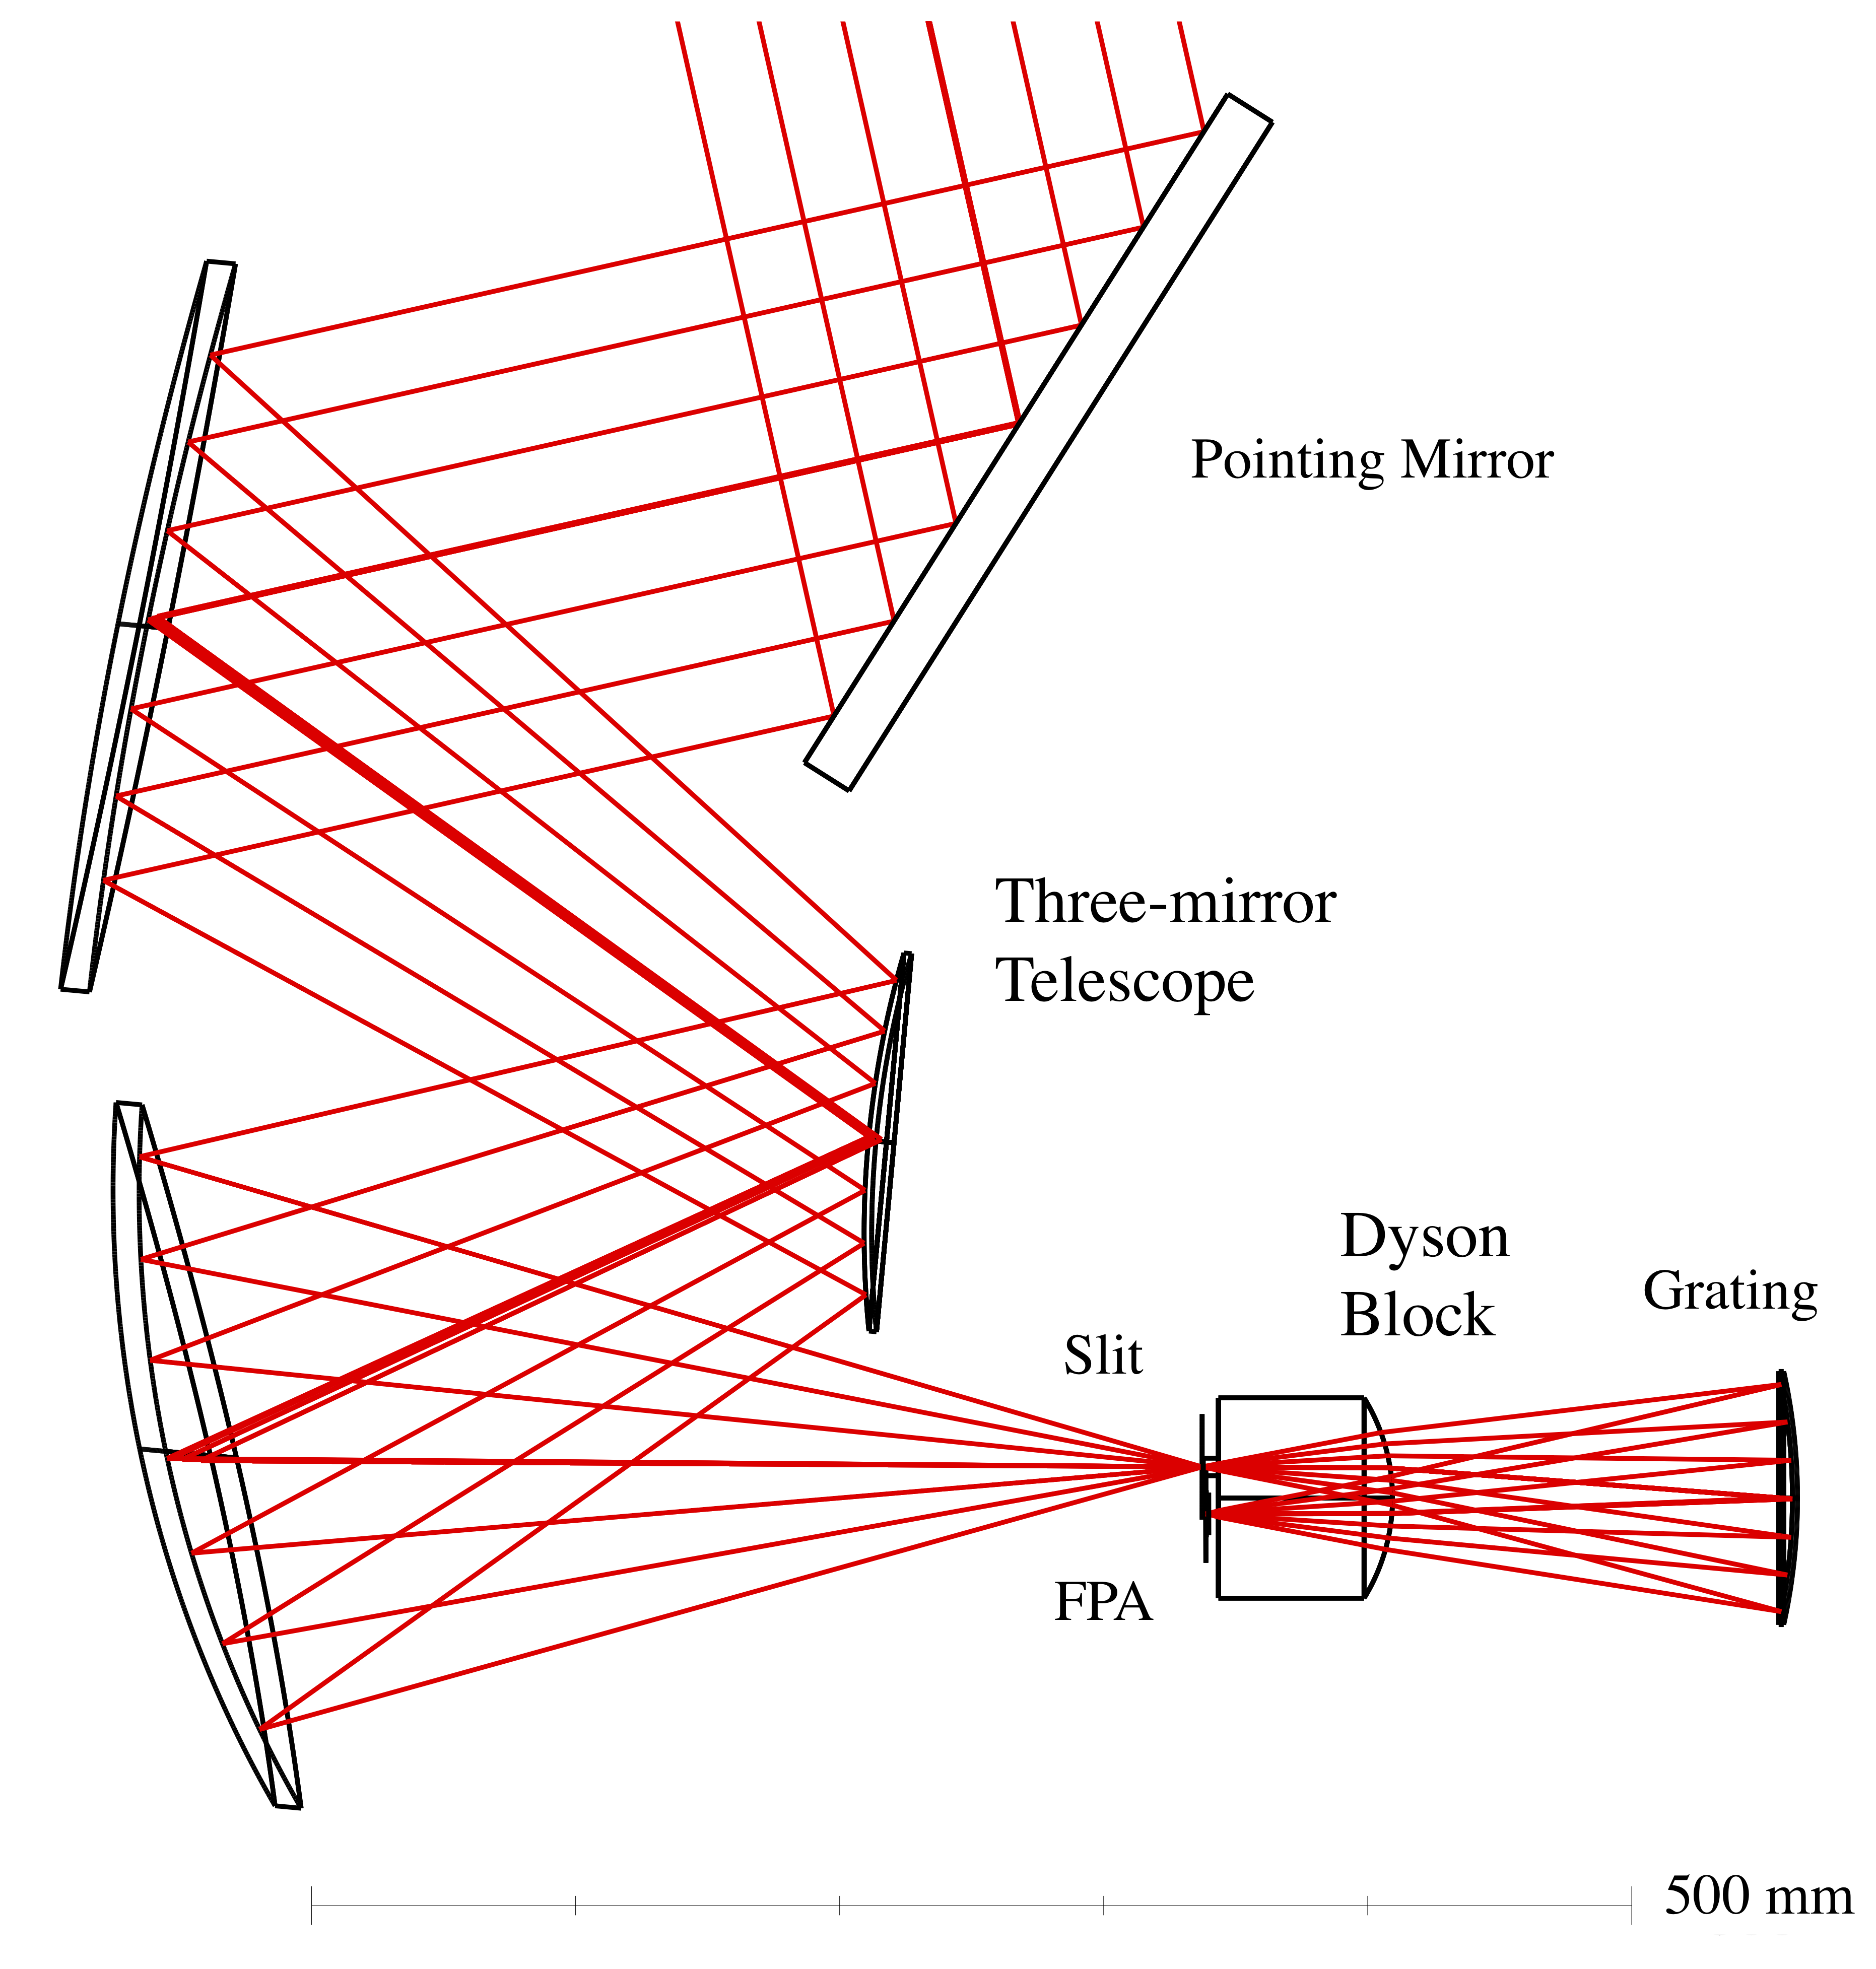 Pointing Mirror
Three-mirror
Telescope
Dyson
Block
Grating
Slit
FPA
500 mm